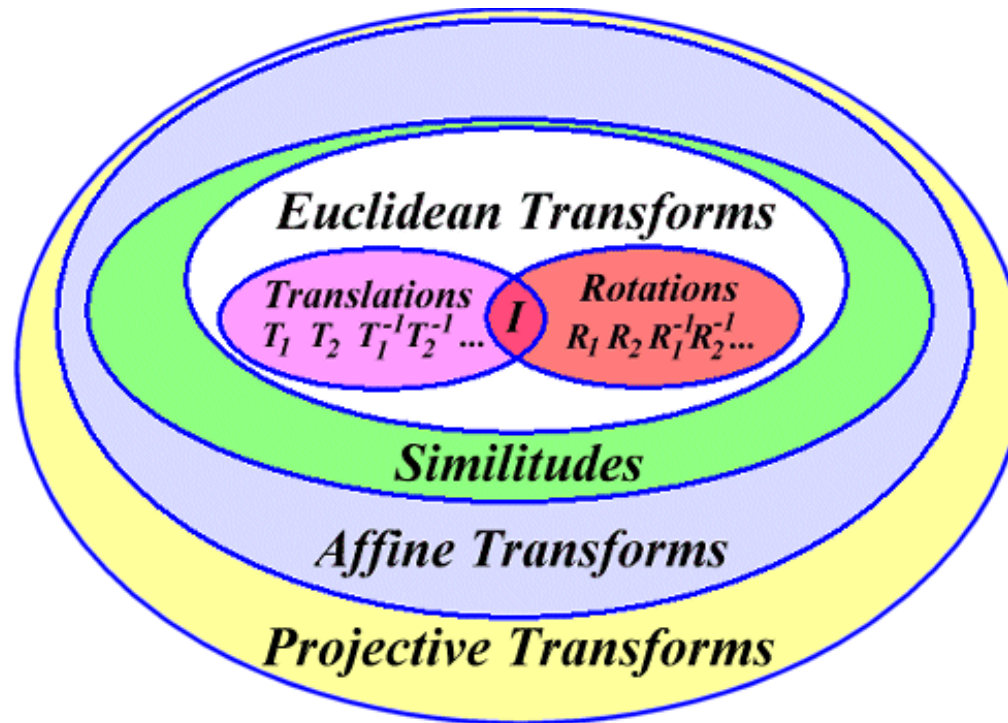 Euclidean Transforms
Translations
T₁ T₂ T₁⁻¹ T₂⁻¹ ...
I
Rotations
R₁ R₂ R₁⁻¹ R₂⁻¹ ...
Similitudes
Affine Transforms
Projective Transforms